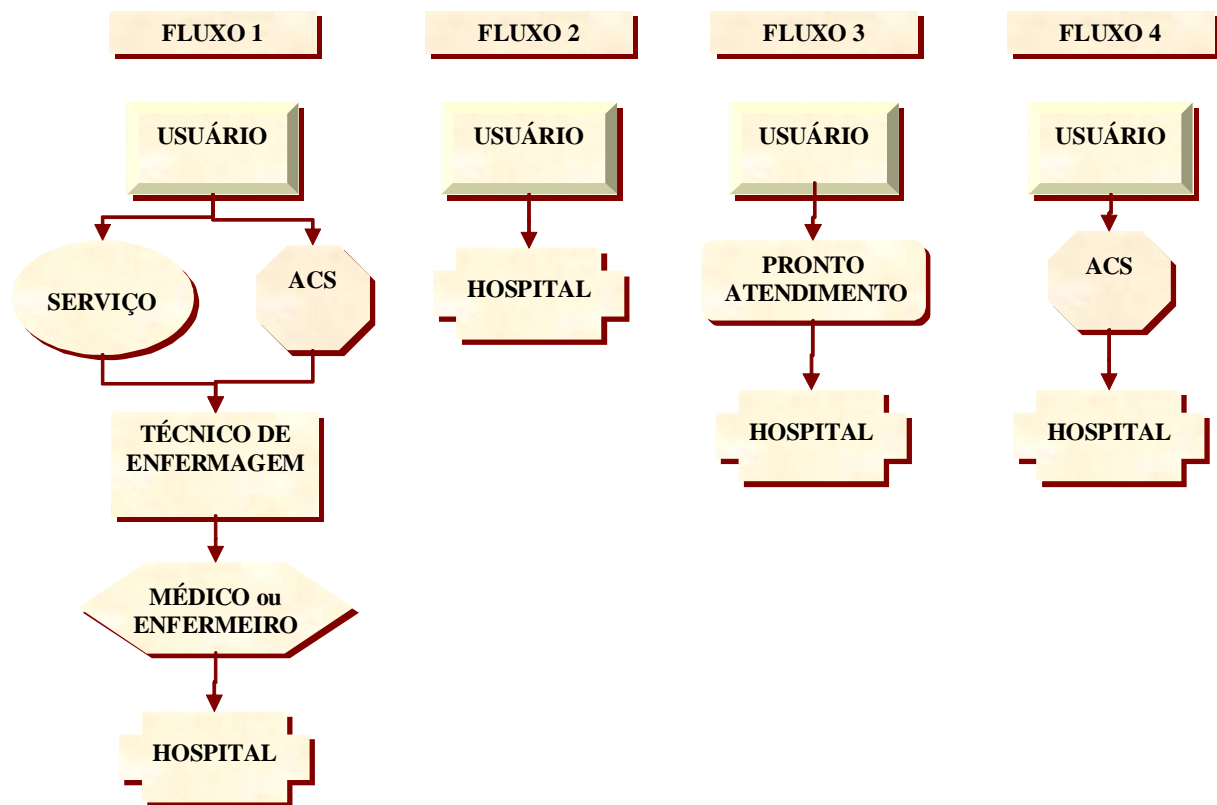 FLUXO 1
USUÁRIO
SERVIÇO
ACS
TÉCNICO DE
ENFERMAGEM
MÉDICO ou
ENFERMEIRO
HOSPITAL
FLUXO 2
USUÁRIO
HOSPITAL
FLUXO 3
USUÁRIO
PRONTO
ATENDIMENTO
HOSPITAL
FLUXO 4
USUÁRIO
ACS
HOSPITAL